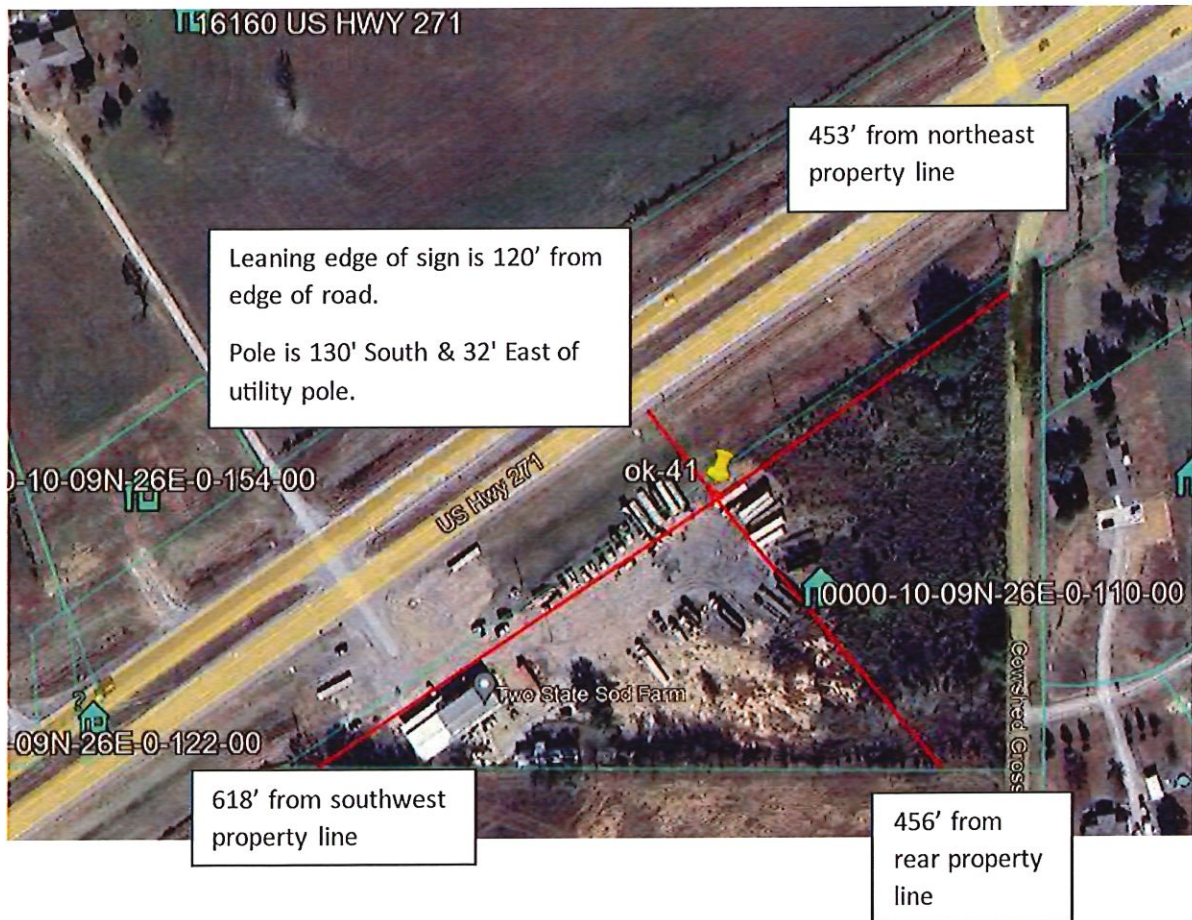 16160 US HWY 271
453' from northeast
property line
Leaning edge of sign is 120' from
edge of road.
Pole is 130' South & 32' East of
utility pole.
0-10-09N-26E-0-154-00
US Hwy 271
ok-41
0000-10-09N-26E-0-110-00
Two State Sod Farm
?
-09N-26E-0-122-00
Cowshed Cross
618' from southwest
property line
456' from
rear property
line